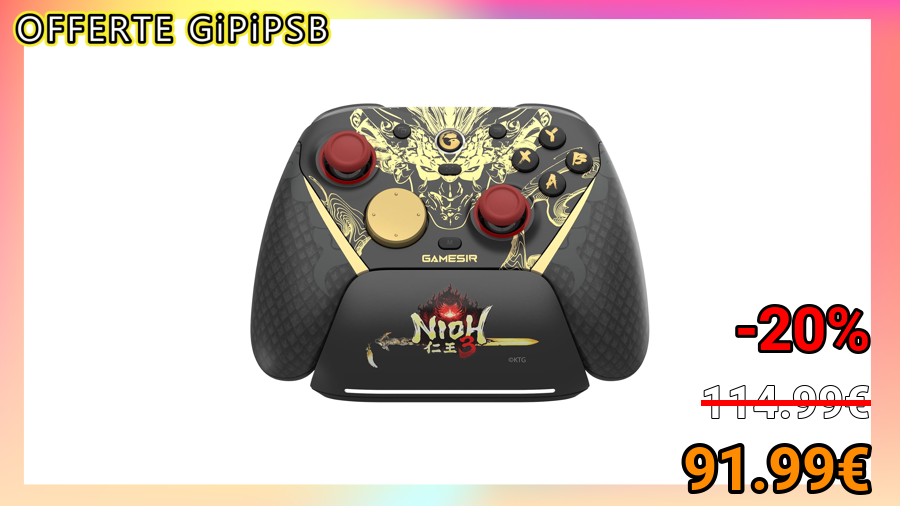 OFFERTE GiPiPSB
Y
X
B
A
GAMESIR
NIOH
仁王3
©KTG
-20%
114.99€
91.99€